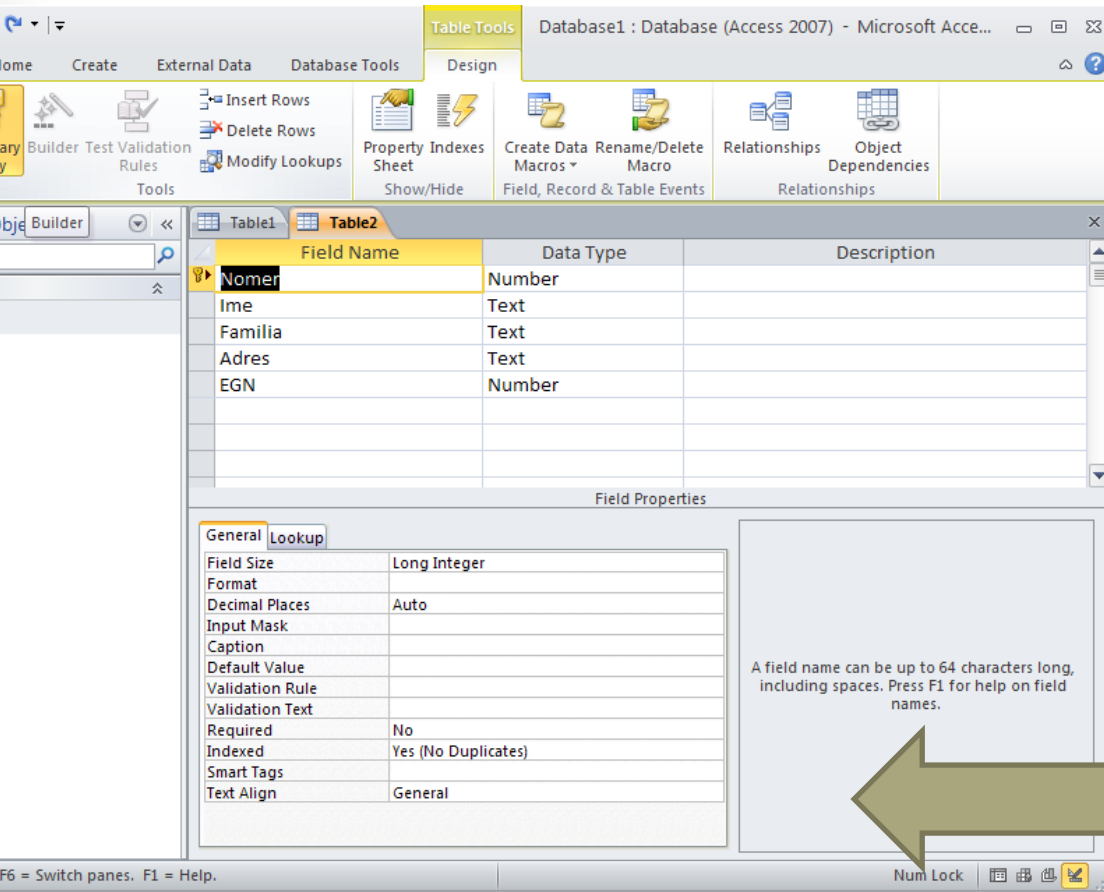 Table Tools Database1 : Database (Access 2007) - Microsoft Acce...
Home Create External Data Database Tools Design
Insert Rows
Delete Rows
Modify Lookups
Builder Test Validation Rules
Tools
Property Sheet Indexes
Show/Hide
Create Data Macros Rename/Delete Macro
Field, Record & Table Events
Relationships Object Dependencies
Relationships
Builder
Table1 Table2
Field Name Data Type Description
Nomer Number
Ime Text
Familia Text
Adres Text
EGN Number
Field Properties
General Lookup
Field Size Long Integer
Format
Decimal Places Auto
Input Mask
Caption
Default Value
Validation Rule
Validation Text
Required No
Indexed Yes (No Duplicates)
Smart Tags
Text Align General
A field name can be up to 64 characters long,
including spaces. Press F1 for help on field
names.
F6 = Switch panes. F1 = Help.
Num Lock